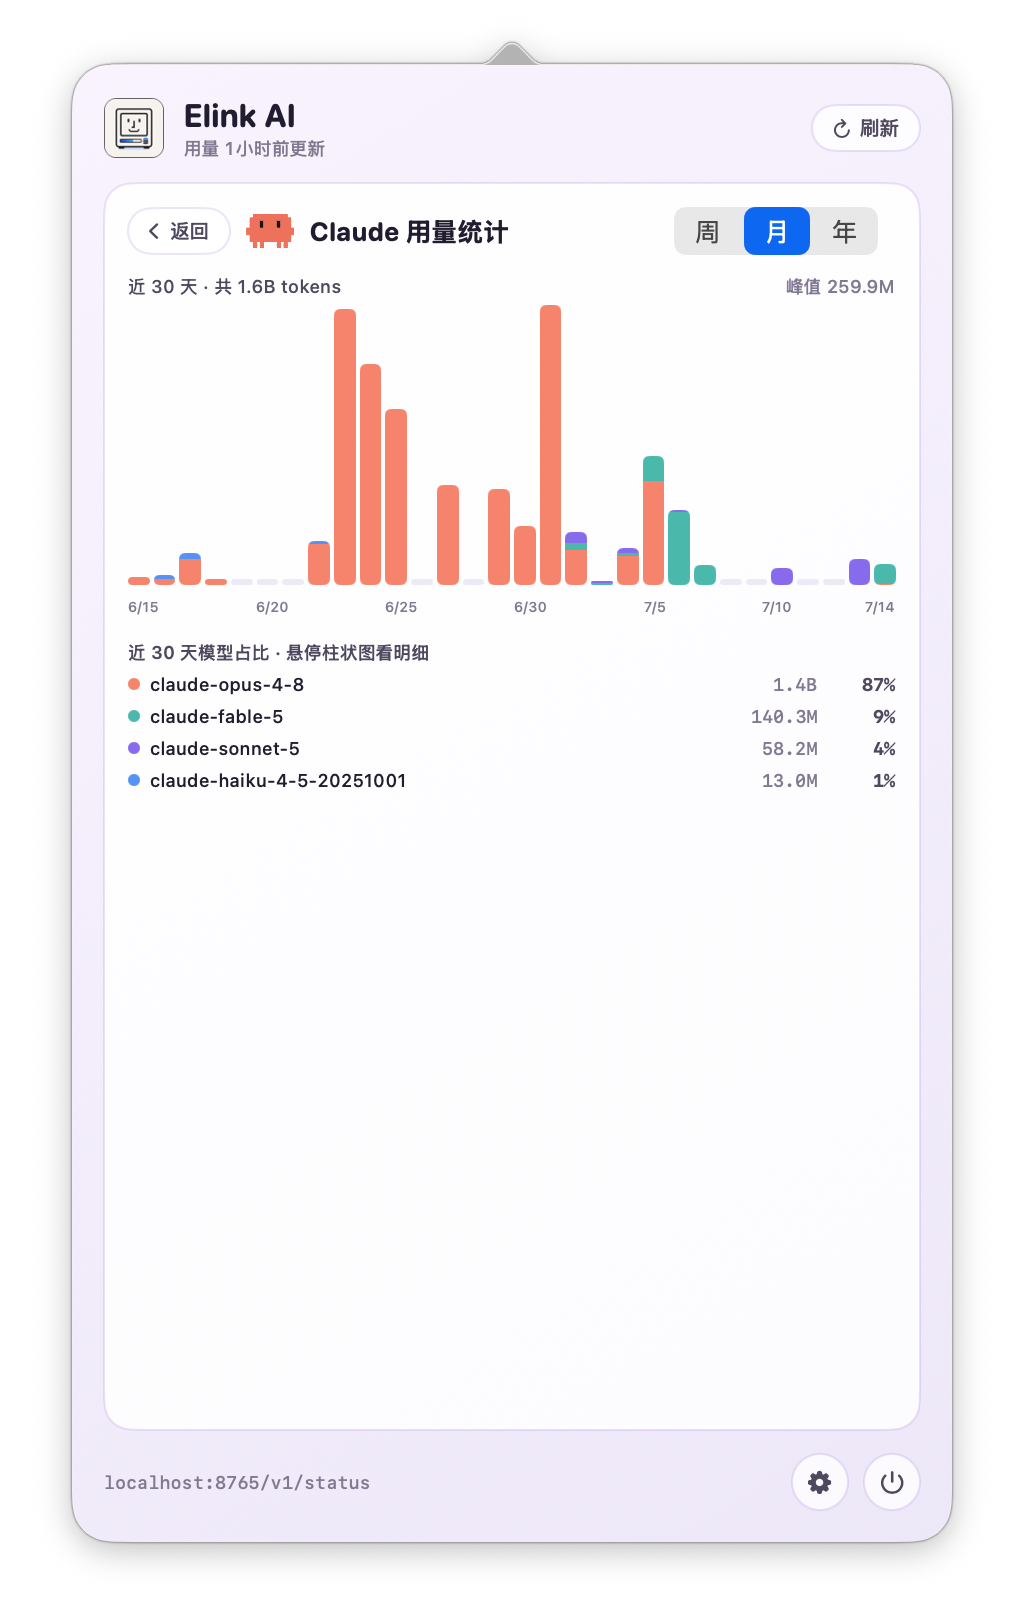 Elink AI
用量 1小时前更新
刷新
返回
Claude 用量统计
周 月 年
近 30 天 · 共 1.6B tokens
峰值 259.9M
6/15 6/20 6/25 6/30 7/5 7/10 7/14
近 30 天模型占比 · 悬停柱状图看明细
claude-opus-4-8 1.4B 87%
claude-fable-5 140.3M 9%
claude-sonnet-5 58.2M 4%
claude-haiku-4-5-20251001 13.0M 1%
localhost:8765/v1/status